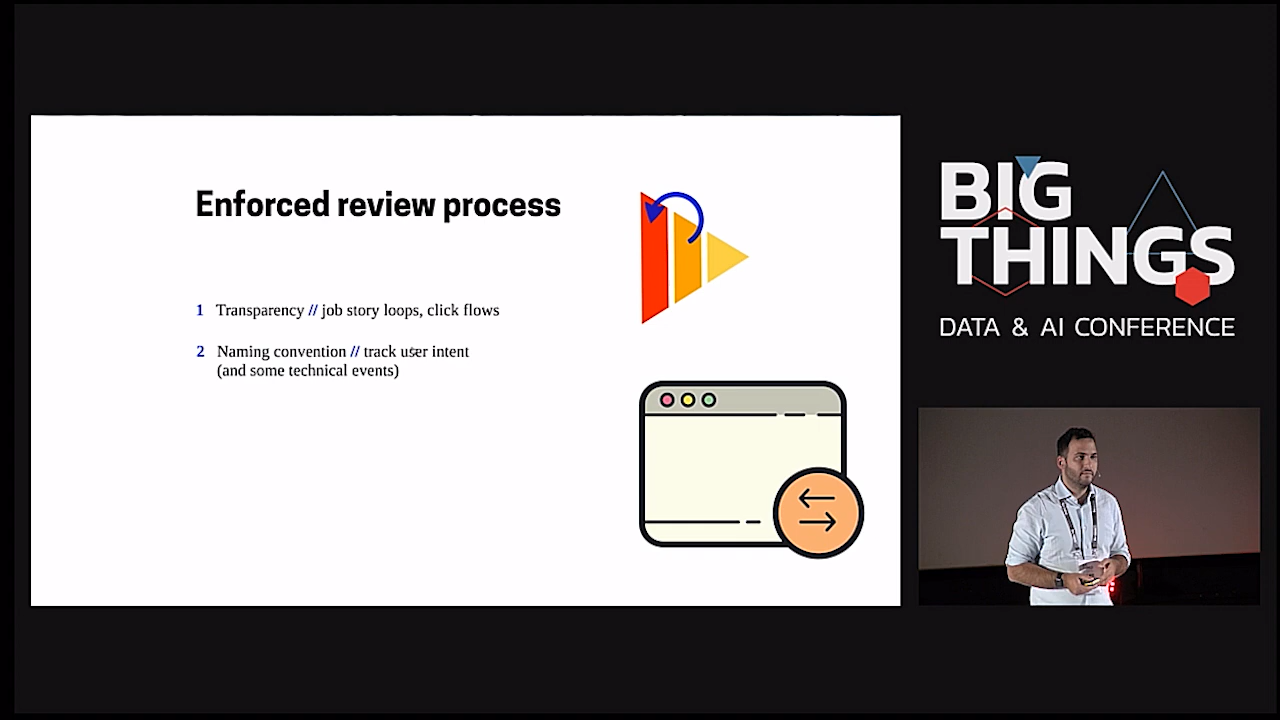 Enforced review process
1 Transparency // job story loops, click flows
2 Naming convention // track user intent
(and some technical events)
BIG
THINGS
DATA & AI CONFERENCE